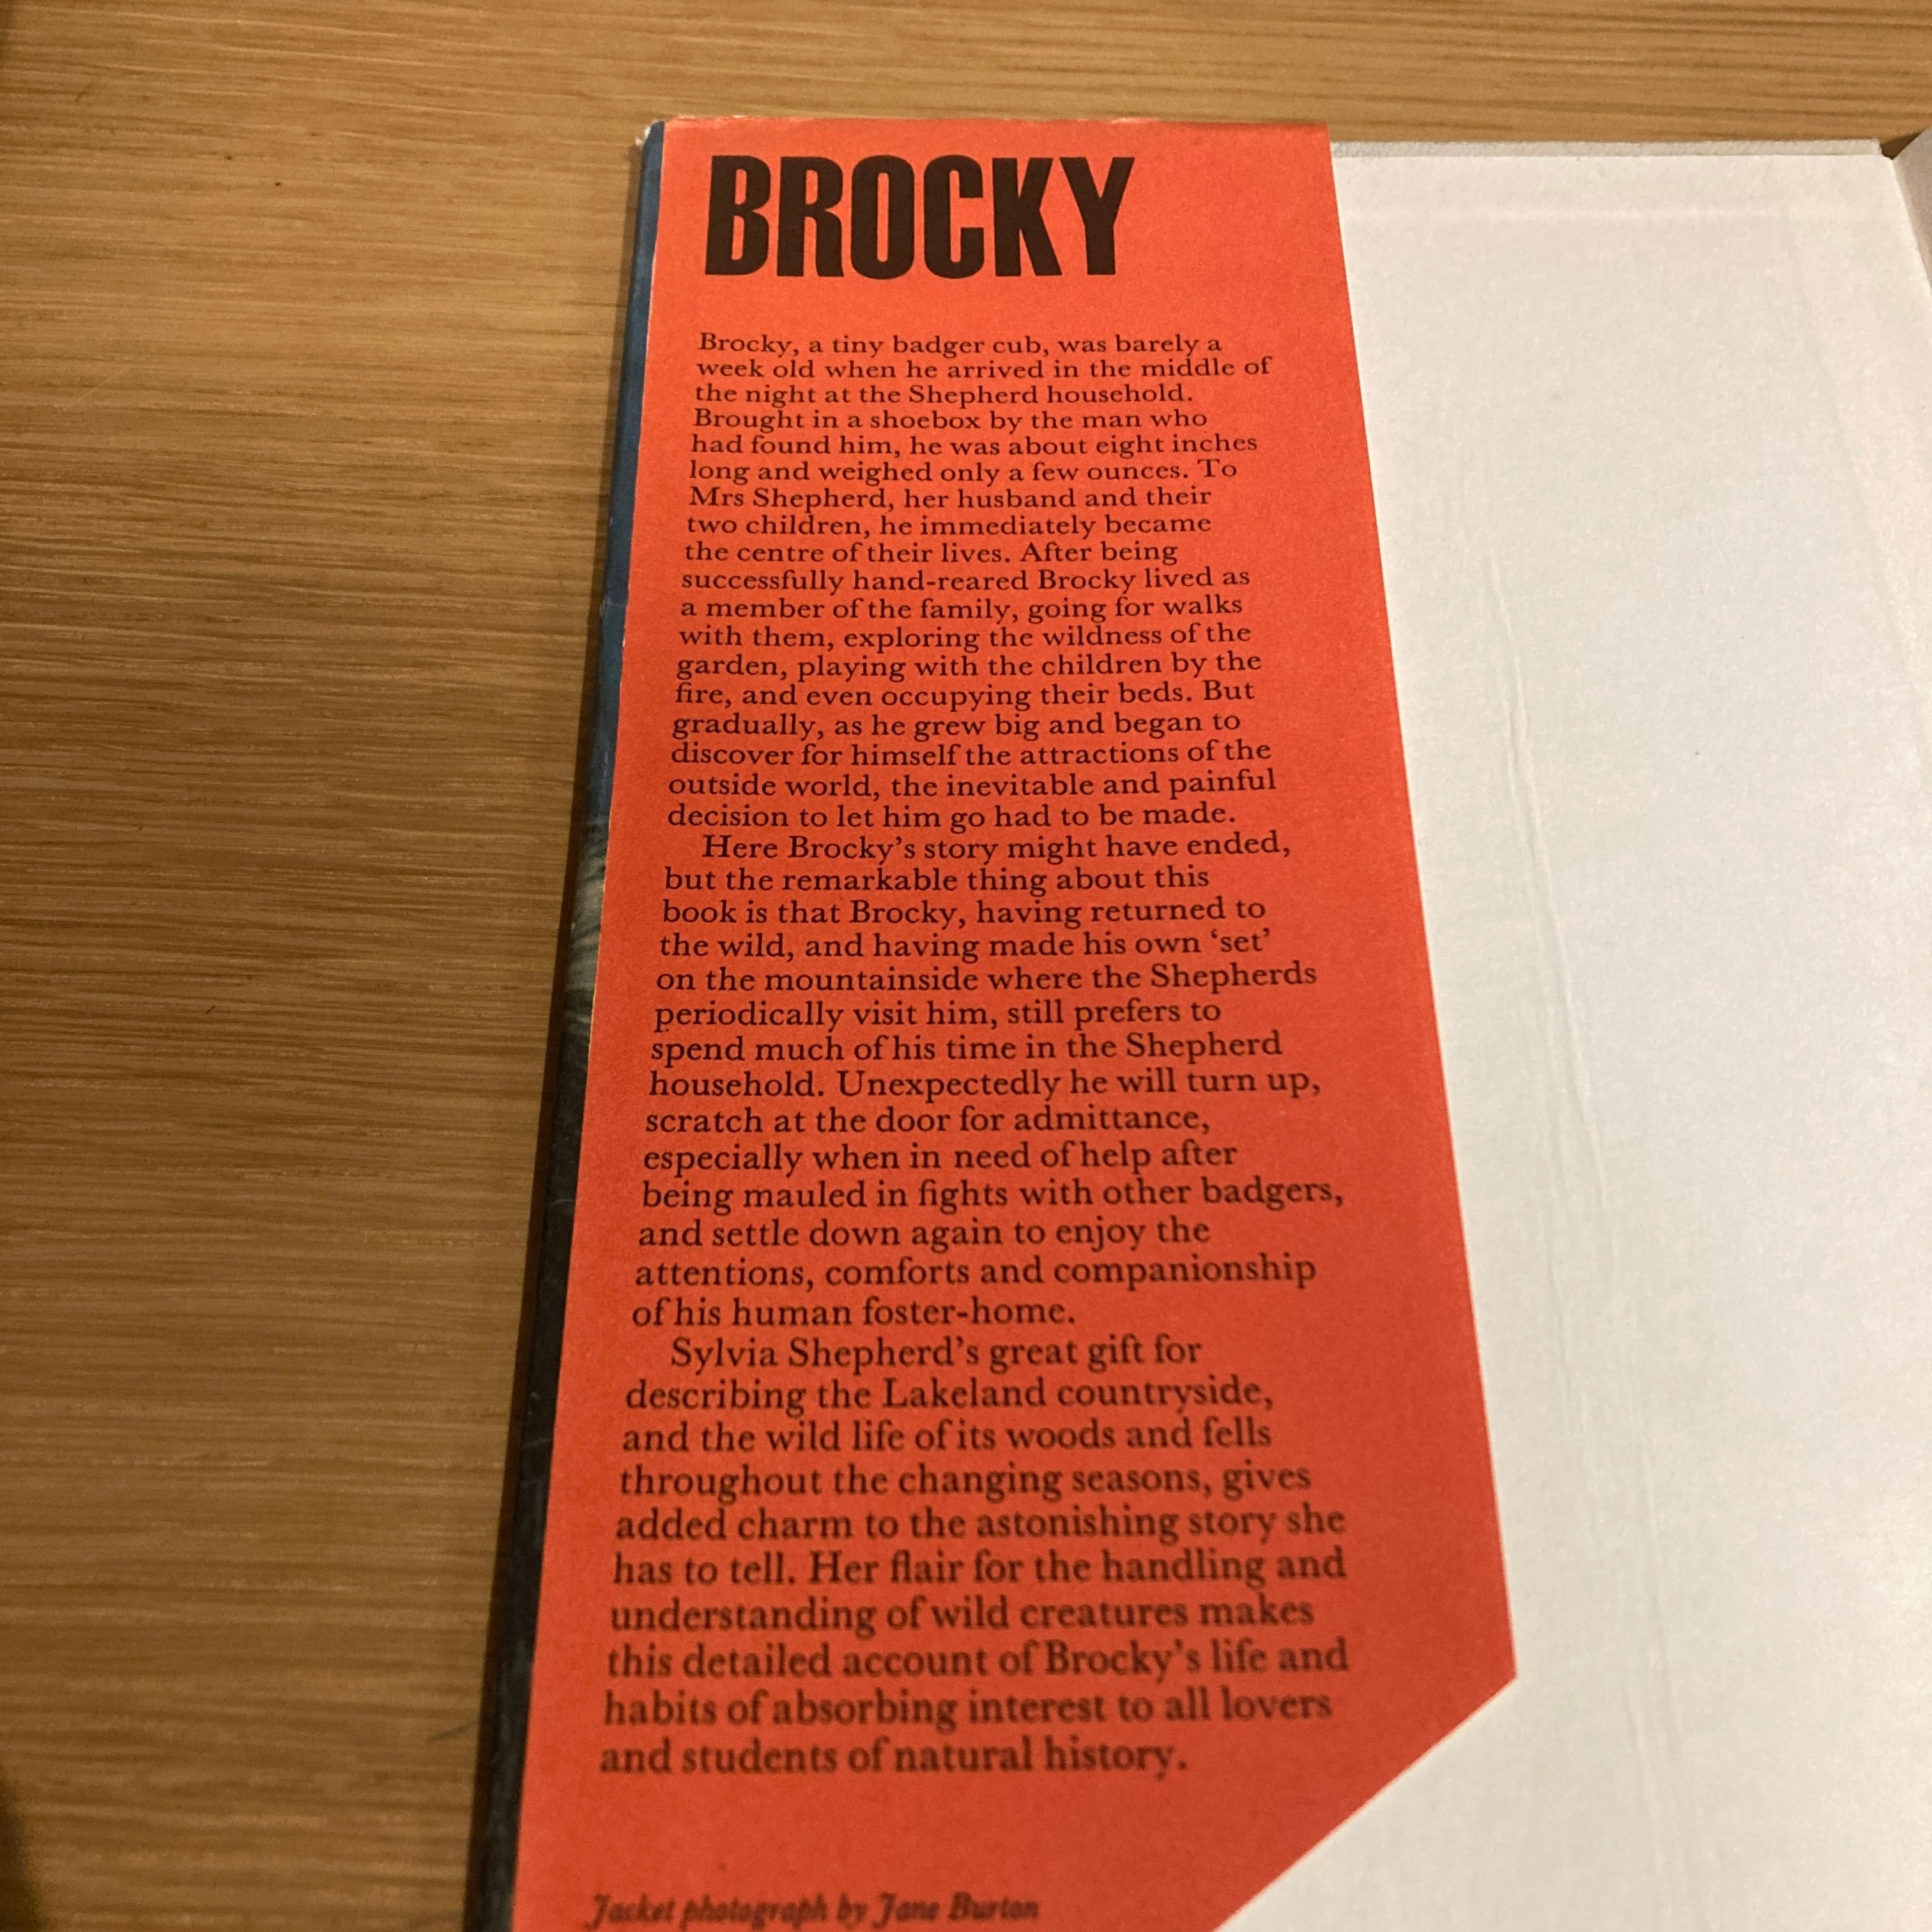 BROCKY
Brocky, a tiny badger cub, was barely a
week old when he arrived in the middle of
the night at the Shepherd household.
Brought in a shoebox by the man who
had found him, he was about eight inches
long and weighed only a few ounces. To
Mrs Shepherd, her husband and their
two children, he immediately became
the centre of their lives. After being
successfully hand-reared Brocky lived as
a member of the family, going for walks
with them, exploring the wildness of the
garden, playing with the children by the
fire, and even occupying their beds. But
gradually, as he grew big and began to
discover for himself the attractions of the
outside world, the inevitable and painful
decision to let him go had to be made.
Here Brocky’s story might have ended,
but the remarkable thing about this
book is that Brocky, having returned to
the wild, and having made his own ‘set’
on the mountainside where the Shepherds
periodically visit him, still prefers to
spend much of his time in the Shepherd
household. Unexpectedly he will turn up,
scratch at the door for admittance,
especially when in need of help after
being mauled in fights with other badgers,
and settle down again to enjoy the
attentions, comforts and companionship
of his human foster-home.
Sylvia Shepherd’s great gift for
describing the Lakeland countryside,
and the wild life of its woods and fells
throughout the changing seasons, gives
added charm to the astonishing story she
has to tell. Her flair for the handling and
understanding of wild creatures makes
this detailed account of Brocky’s life and
habits of absorbing interest to all lovers
and students of natural history.
Jacket photograph by Jane Burton